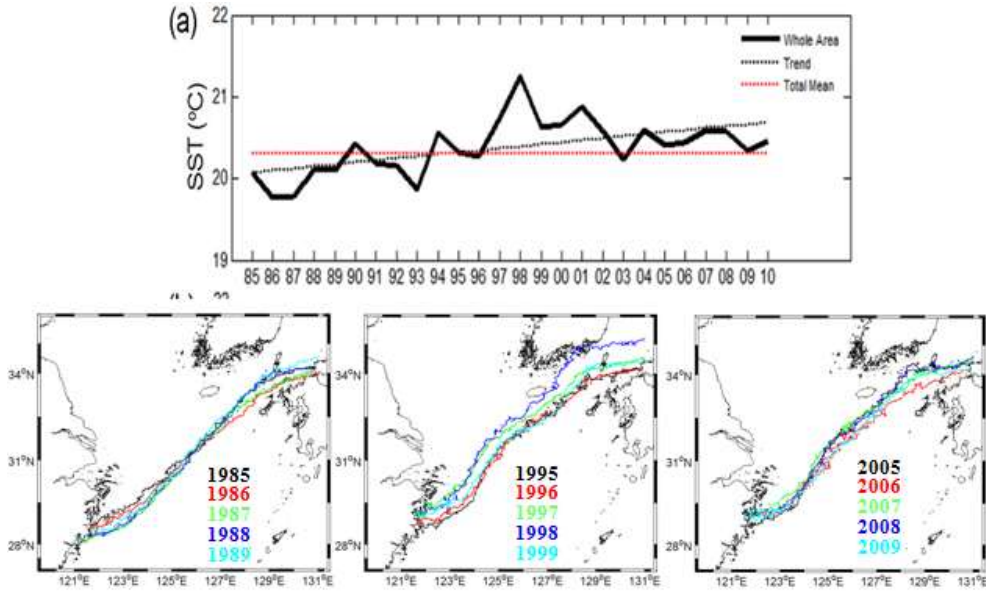 (a)
22
21
20
19
SST (°C)
Whole Area
Trend
Total Mean
85 86 87 88 89 90 91 92 93 94 95 96 97 98 99 00 01 02 03 04 05 06 07 08 09 10
34°N
31°N
28°N
1985
1986
1987
1988
1989
121°E 123°E 125°E 127°E 129°E 131°E
34°N
31°N
28°N
1995
1996
1997
1998
1999
121°E 123°E 125°E 127°E 129°E 131°E
34°N
31°N
28°N
2005
2006
2007
2008
2009
121°E 123°E 125°E 127°E 129°E 131°E